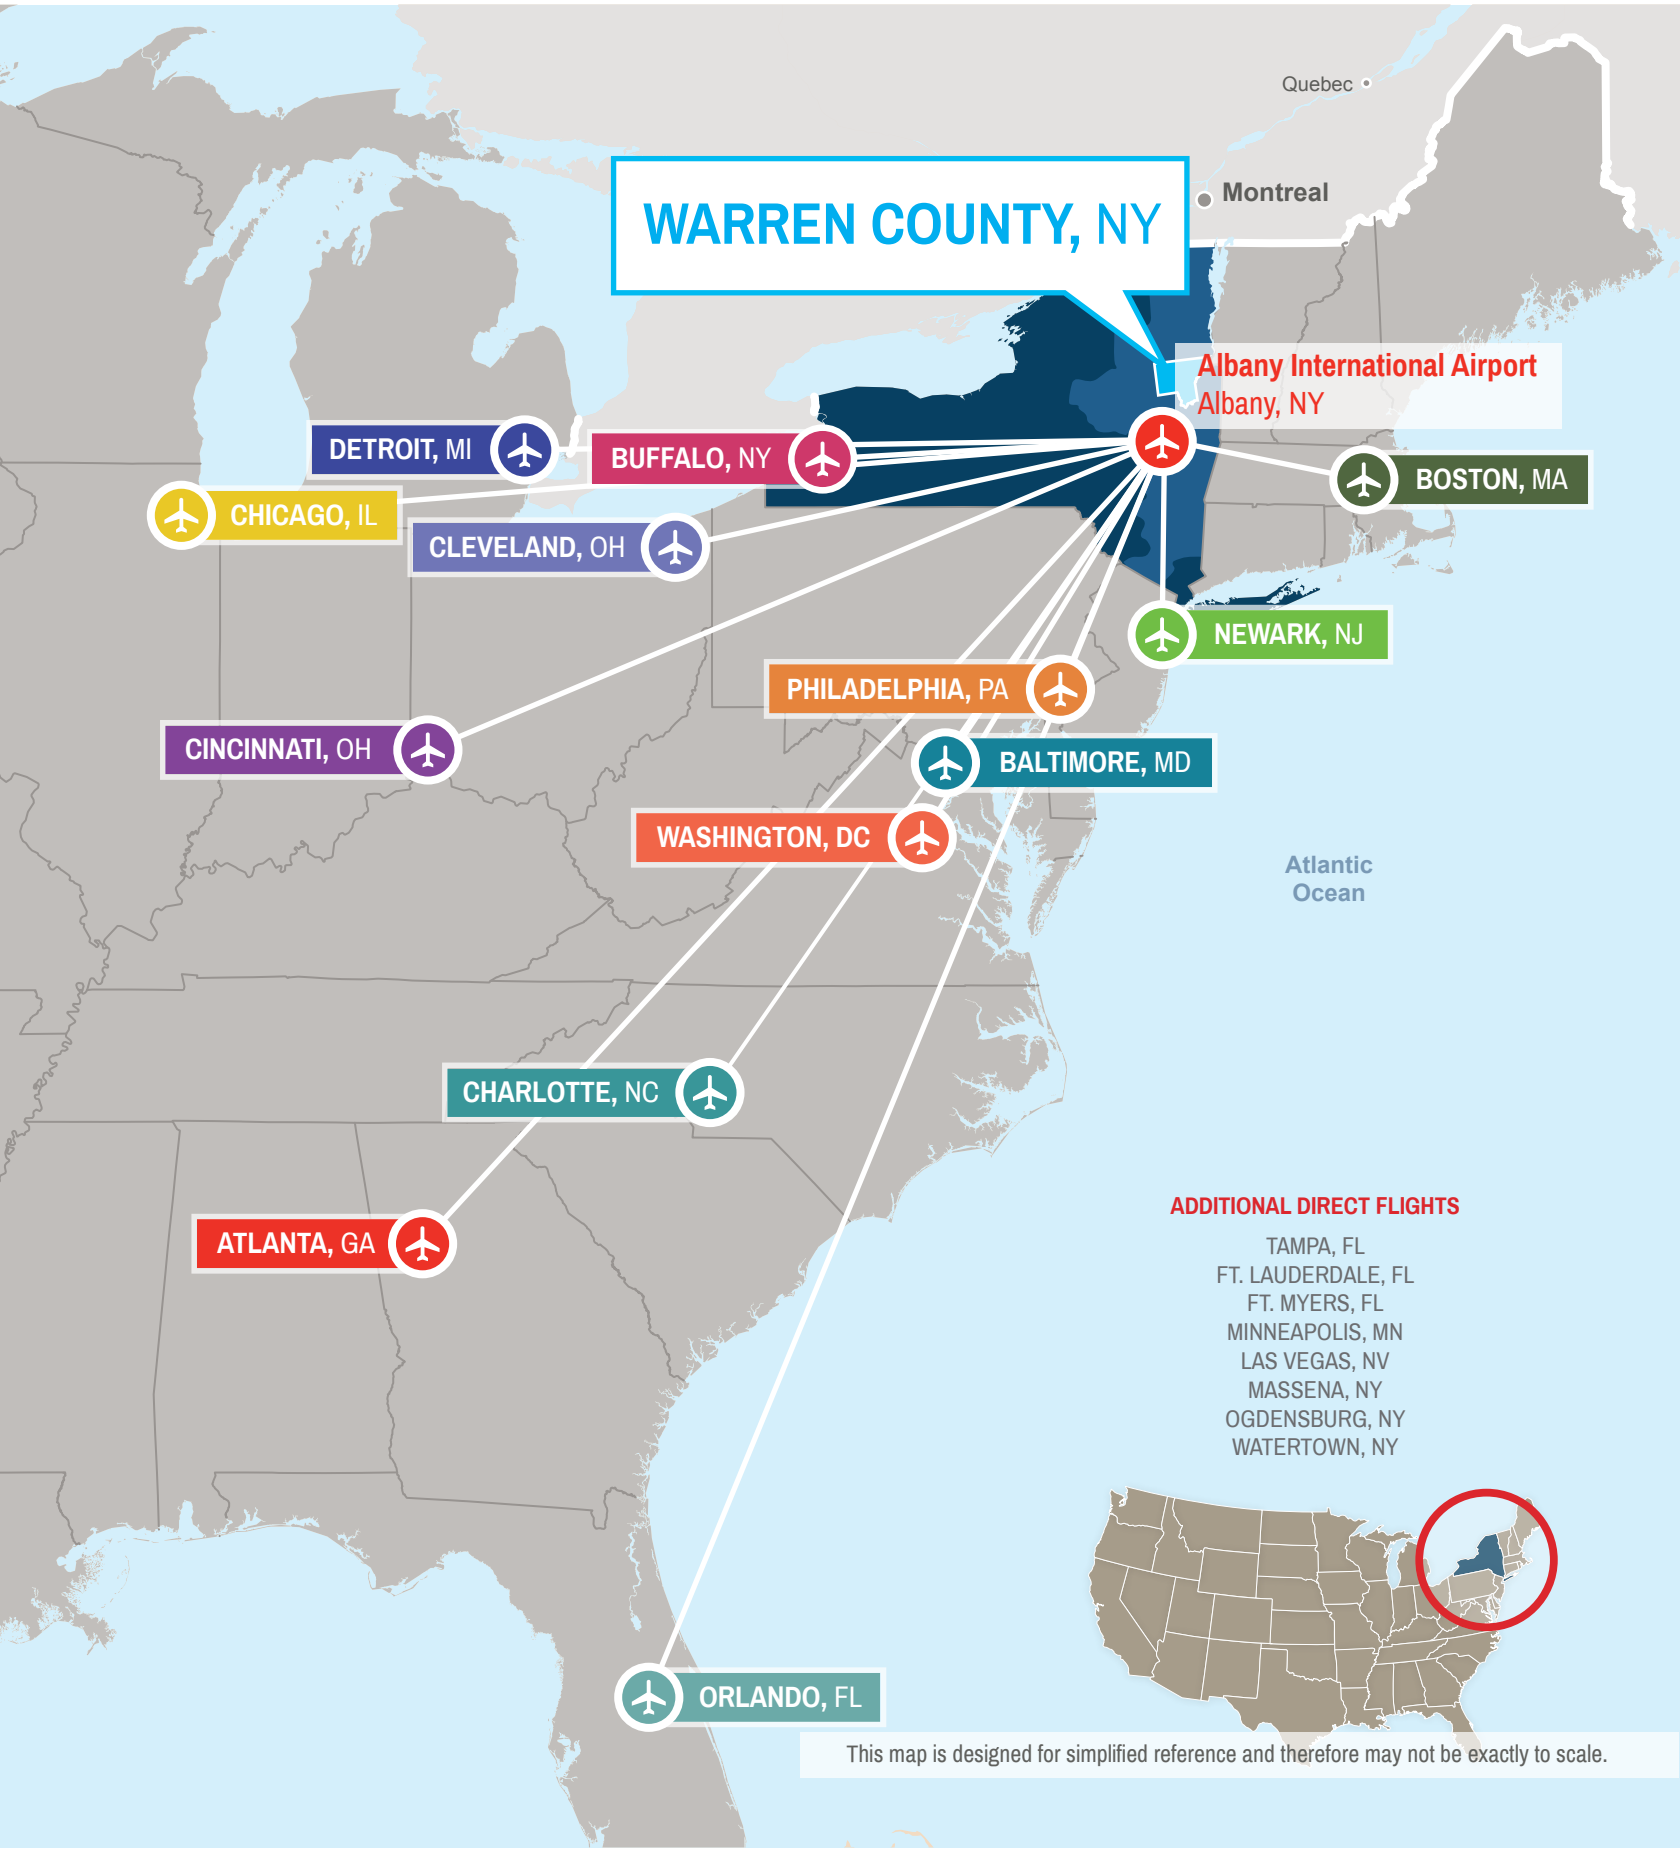 Quebec
Montreal
WARREN COUNTY, NY
Albany International Airport
Albany, NY
DETROIT, MI
BUFFALO, NY
BOSTON, MA
CHICAGO, IL
CLEVELAND, OH
NEWARK, NJ
PHILADELPHIA, PA
CINCINNATI, OH
BALTIMORE, MD
WASHINGTON, DC
Atlantic
Ocean
CHARLOTTE, NC
ATLANTA, GA
ADDITIONAL DIRECT FLIGHTS
TAMPA, FL
FT. LAUDERDALE, FL
FT. MYERS, FL
MINNEAPOLIS, MN
LAS VEGAS, NV
MASSENA, NY
OGDENSBURG, NY
WATERTOWN, NY
ORLANDO, FL
This map is designed for simplified reference and therefore may not be exactly to scale.